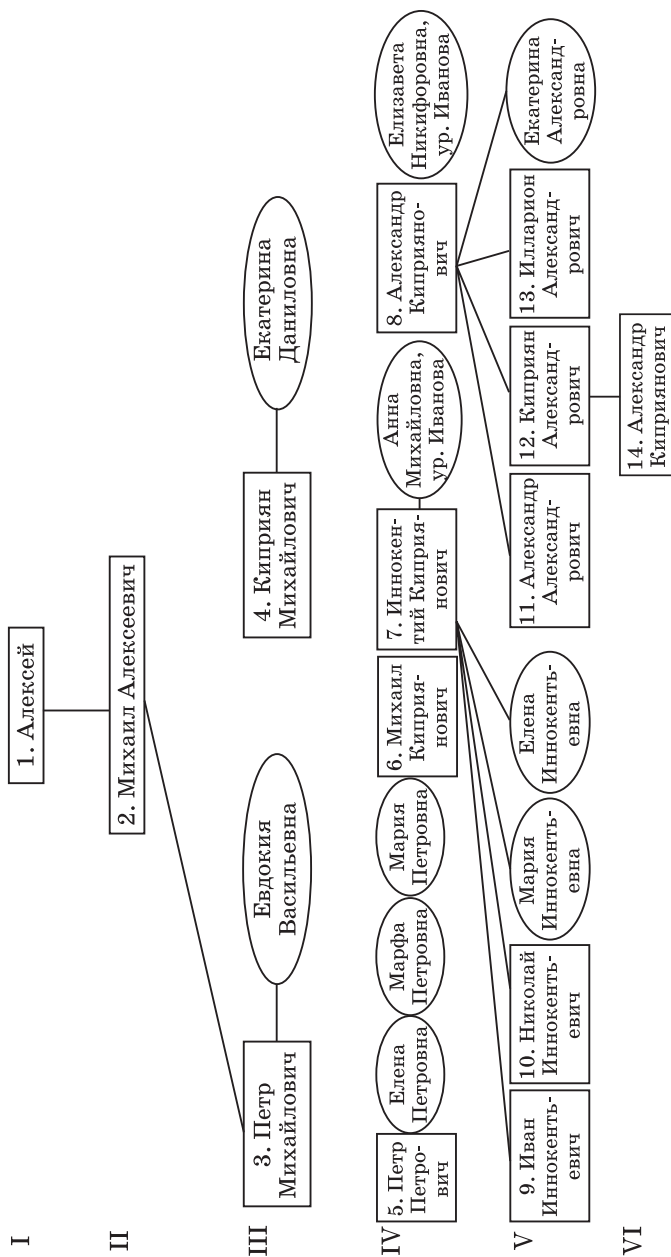 I
1. Алексей
II
2. Михаил Алексеевич
III
3. Петр
Михайлович
Евдокия
Васильевна
4. Киприян
Михайлович
Екатерина
Даниловна
IV
5. Петр
Петро-
вич
Елена
Петровна
Марфа
Петровна
Мария
Петровна
6. Михаил
Киприя-
нович
7. Иннокен-
тий Киприя-
нович
Анна
Михайловна,
ур. Иванова
8. Александр
Киприяно-
вич
Елизавета
Никифоровна,
ур. Иванова
V
9. Иван
Иннокенть-
евич
10. Николай
Иннокенть-
евич
Мария
Иннокенть-
евна
Елена
Иннокенть-
евна
11. Александр
Александ-
рович
12. Киприян
Александ-
рович
13. Илларион
Александ-
рович
Екатерина
Александ-
ровна
VI
14. Александр
Киприянович